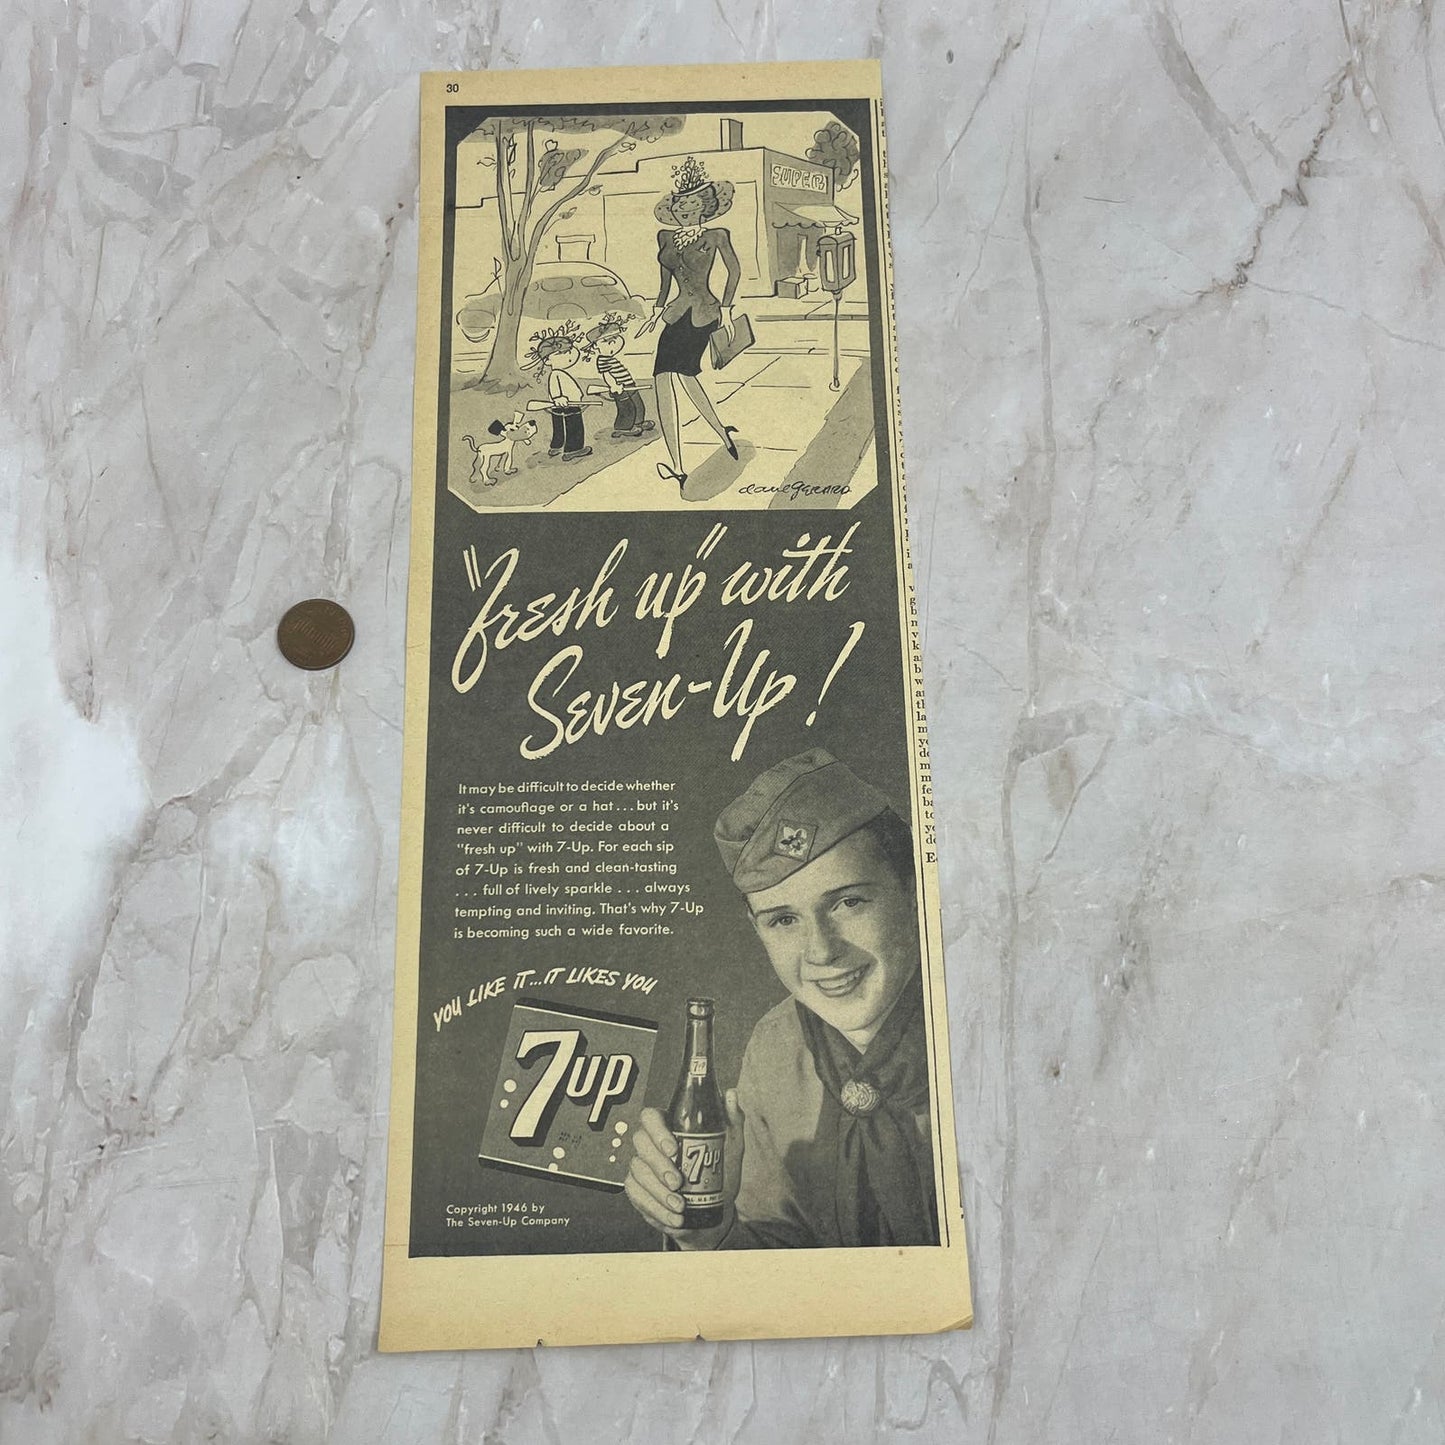 30
SUPER
Dave GERARD
"fresh up" with
Seven-Up!
It may be difficult to decide whether
it's camouflage or a hat... but it's
never difficult to decide about a
"fresh up" with 7-Up. For each sip
of 7-Up is fresh and clean-tasting
... full of lively sparkle ... always
tempting and inviting. That's why 7-Up
is becoming such a wide favorite.
YOU LIKE IT...IT LIKES YOU
7up
7up
7up
Copyright 1946 by
The Seven-Up Company